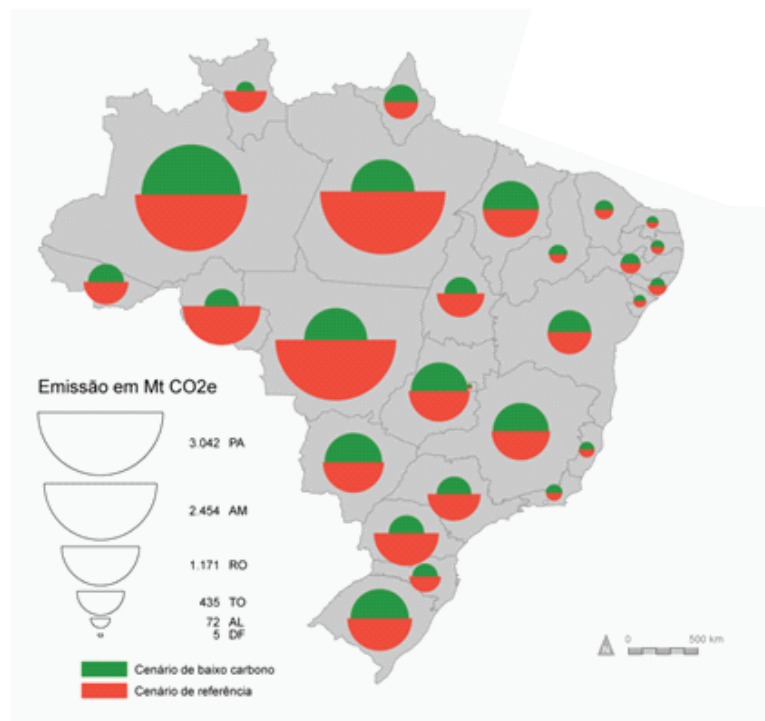 Emissão em Mt CO2e
3.042 PA
2.454 AM
1.171 RO
435 TO
72 AL
5 DF
Cenário de baixo carbono
Cenário de referência
N
0 500 km